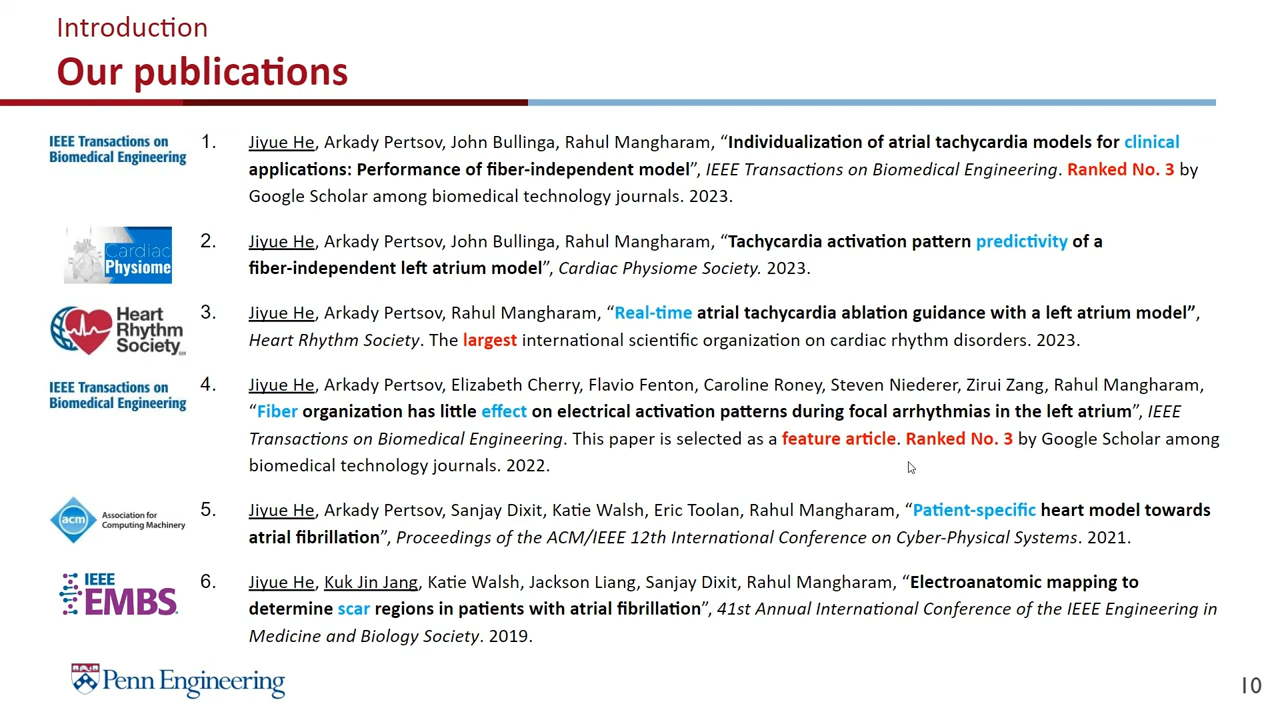 Introduction
Our publications
IEEE Transactions on
Biomedical Engineering
1. Jiyue He, Arkady Pertsov, John Bullinga, Rahul Mangharam, “Individualization of atrial tachycardia models for clinical
applications: Performance of fiber-independent model”, IEEE Transactions on Biomedical Engineering. Ranked No. 3 by
Google Scholar among biomedical technology journals. 2023.
Cardiac
Physiome
2. Jiyue He, Arkady Pertsov, John Bullinga, Rahul Mangharam, “Tachycardia activation pattern predictivity of a
fiber-independent left atrium model”, Cardiac Physiome Society. 2023.
Heart
Rhythm
Society
SM
3. Jiyue He, Arkady Pertsov, Rahul Mangharam, “Real-time atrial tachycardia ablation guidance with a left atrium model”,
Heart Rhythm Society. The largest international scientific organization on cardiac rhythm disorders. 2023.
IEEE Transactions on
Biomedical Engineering
4. Jiyue He, Arkady Pertsov, Elizabeth Cherry, Flavio Fenton, Caroline Roney, Steven Niederer, Zirui Zang, Rahul Mangharam,
“Fiber organization has little effect on electrical activation patterns during focal arrhythmias in the left atrium”, IEEE
Transactions on Biomedical Engineering. This paper is selected as a feature article. Ranked No. 3 by Google Scholar among
biomedical technology journals. 2022.
acm
Association for
Computing Machinery
5. Jiyue He, Arkady Pertsov, Sanjay Dixit, Katie Walsh, Eric Toolan, Rahul Mangharam, “Patient-specific heart model towards
atrial fibrillation”, Proceedings of the ACM/IEEE 12th International Conference on Cyber-Physical Systems. 2021.
IEEE
EMBS
6. Jiyue He, Kuk Jin Jang, Katie Walsh, Jackson Liang, Sanjay Dixit, Rahul Mangharam, “Electroanatomic mapping to
determine scar regions in patients with atrial fibrillation”, 41st Annual International Conference of the IEEE Engineering in
Medicine and Biology Society. 2019.
Penn Engineering
10